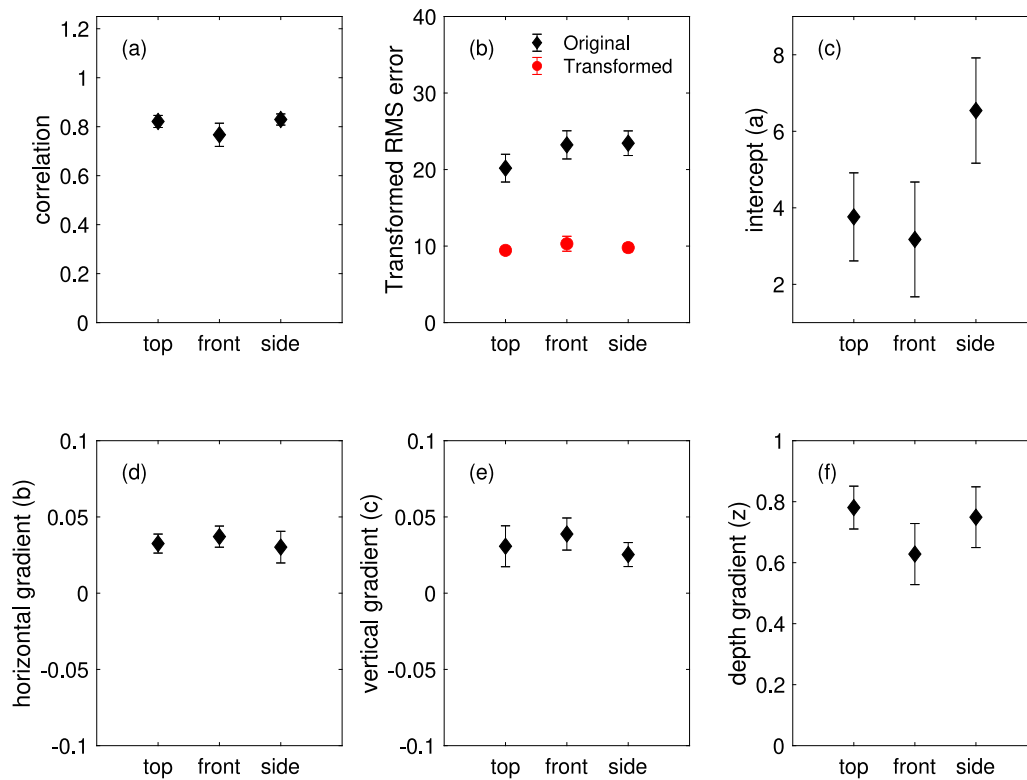 (a)
correlation
1.2
1
0.8
0.6
0.4
0.2
0
top front side
(b)
Original
Transformed
Transformed RMS error
40
30
20
10
0
top front side
(c)
intercept (a)
8
6
4
2
top front side
(d)
horizontal gradient (b)
0.1
0.05
0
-0.05
-0.1
top front side
(e)
vertical gradient (c)
0.1
0.05
0
-0.05
-0.1
top front side
(f)
depth gradient (z)
1
0.8
0.6
0.4
0.2
0
top front side